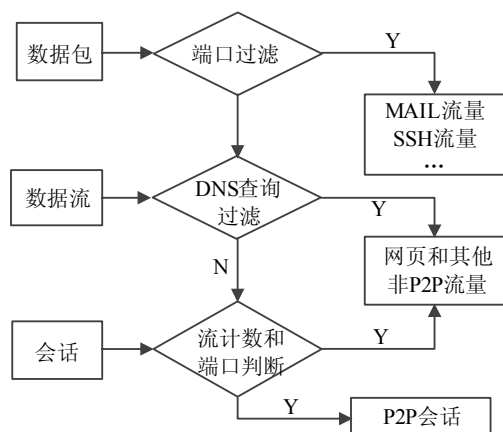 数据包
端口过滤
Y
MAIL流量
SSH流量
...
数据流
DNS查询
过滤
Y
N
网页和其他
非P2P流量
会话
流计数和
端口判断
Y
Y
P2P会话